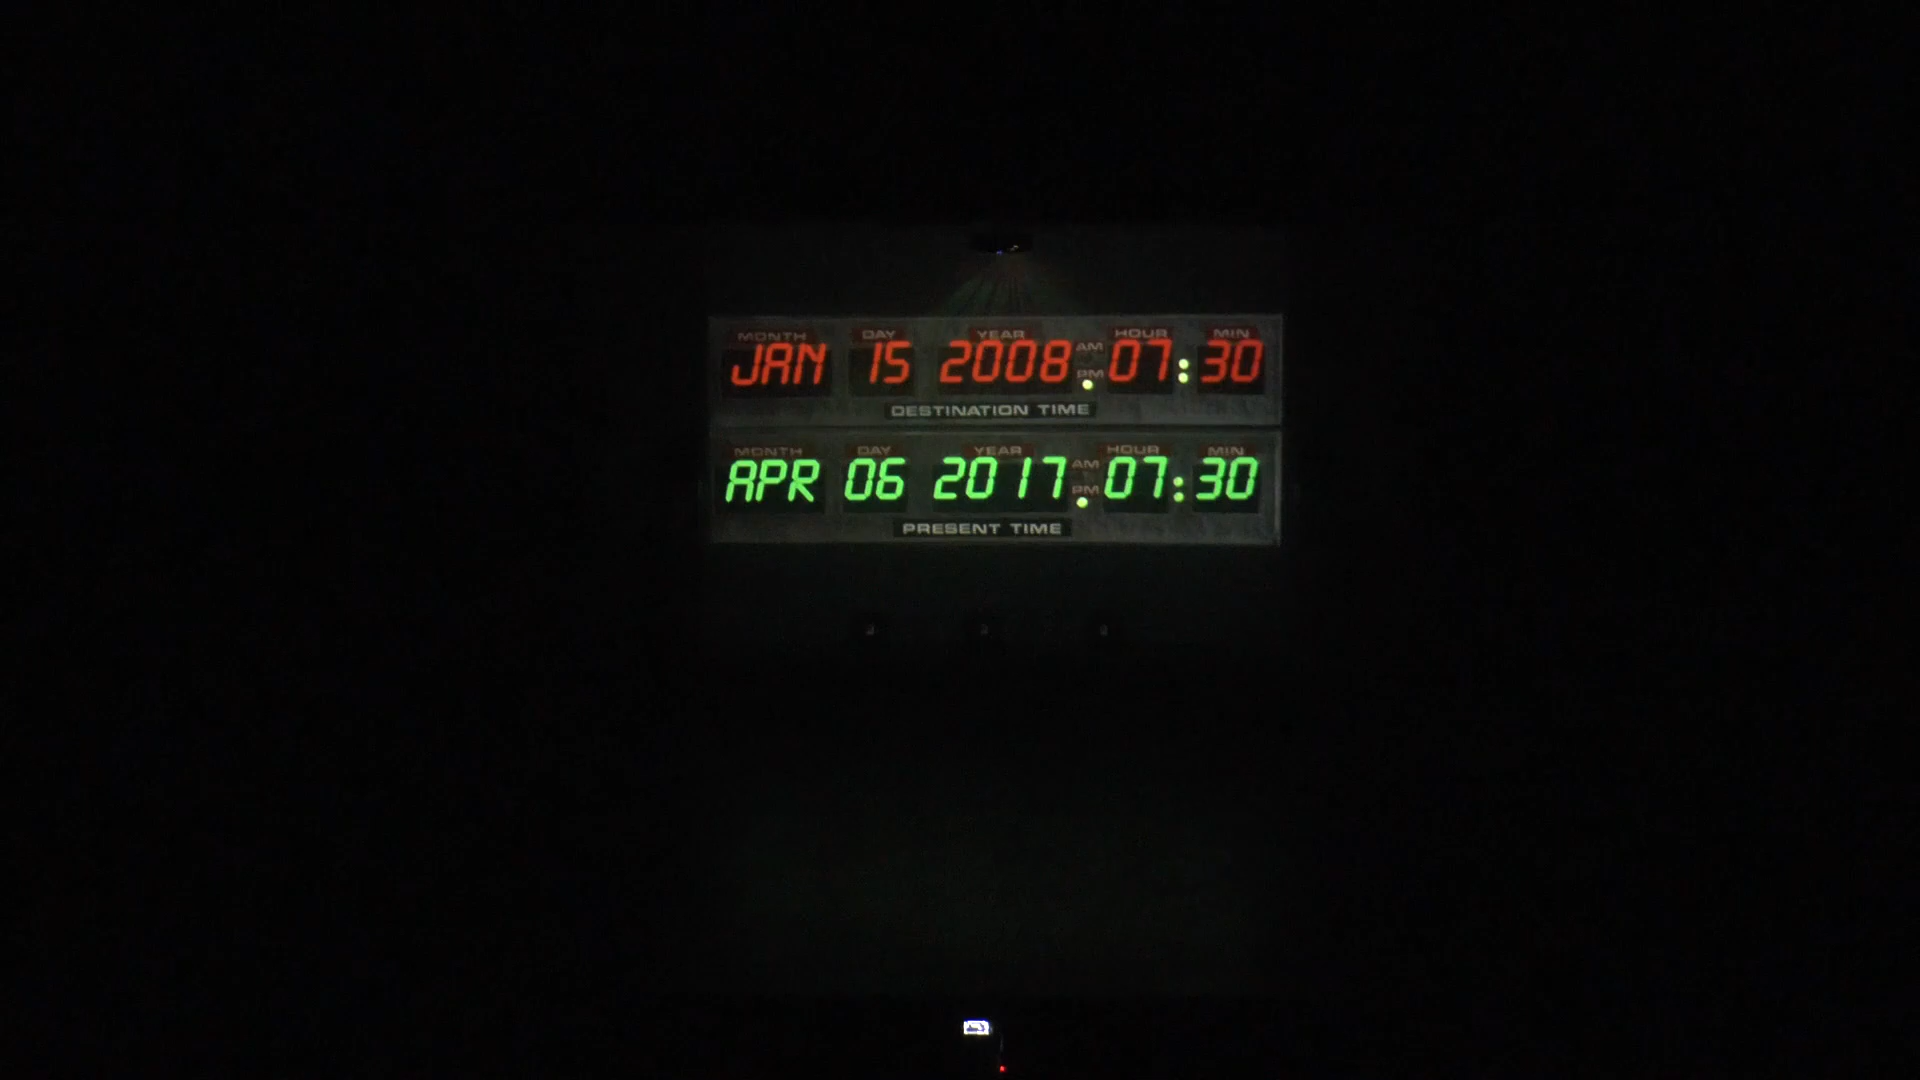 MONTH DAY YEAR HOUR MIN
JAN 15 2008 AM PM 07:30
DESTINATION TIME
MONTH DAY YEAR HOUR MIN
APR 06 2017 AM PM 07:30
PRESENT TIME